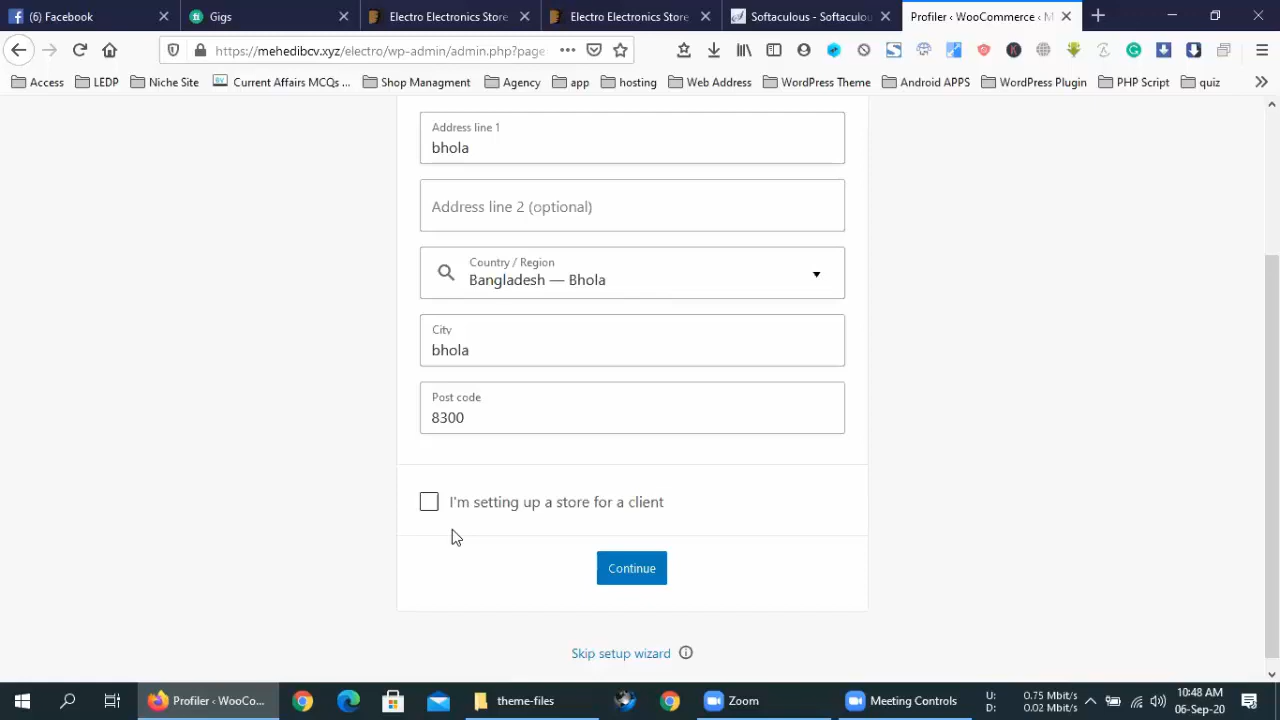 (6) Facebook
Gigs
Electro Electronics Store
Electro Electronics Store
Softaculous - Softaculou
Profiler ‹ WooCommerce ‹ M
https://mehedibcv.xyz/electro/wp-admin/admin.php?page
Access
LEDP
Niche Site
Current Affairs MCQs ...
Shop Managment
Agency
app
hosting
Web Address
WordPress Theme
Android APPS
WordPress Plugin
PHP Script
quiz
Address line 1
bhola
Address line 2 (optional)
Country / Region
Bangladesh — Bhola
City
bhola
Post code
8300
I'm setting up a store for a client
Continue
Skip setup wizard
Profiler ‹ WooCo...
theme-files
Zoom
Meeting Controls
U: 0.75 Mbit/s
D: 0.02 Mbit/s
10:48 AM
06-Sep-20